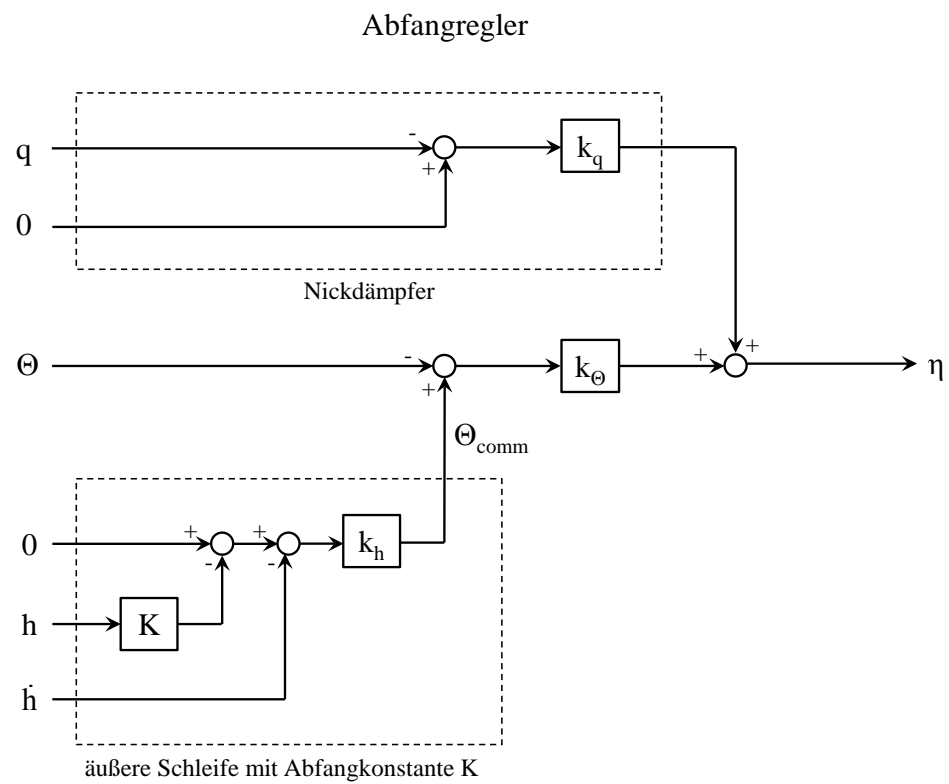 Abfangregler
q
-
+
k_q
0
Nickdämpfer
Θ
-
+
k_Θ
+
+
η
Θ_comm
0
+
-
+
-
k_h
h
K
ḣ
äußere Schleife mit Abfangkonstante K